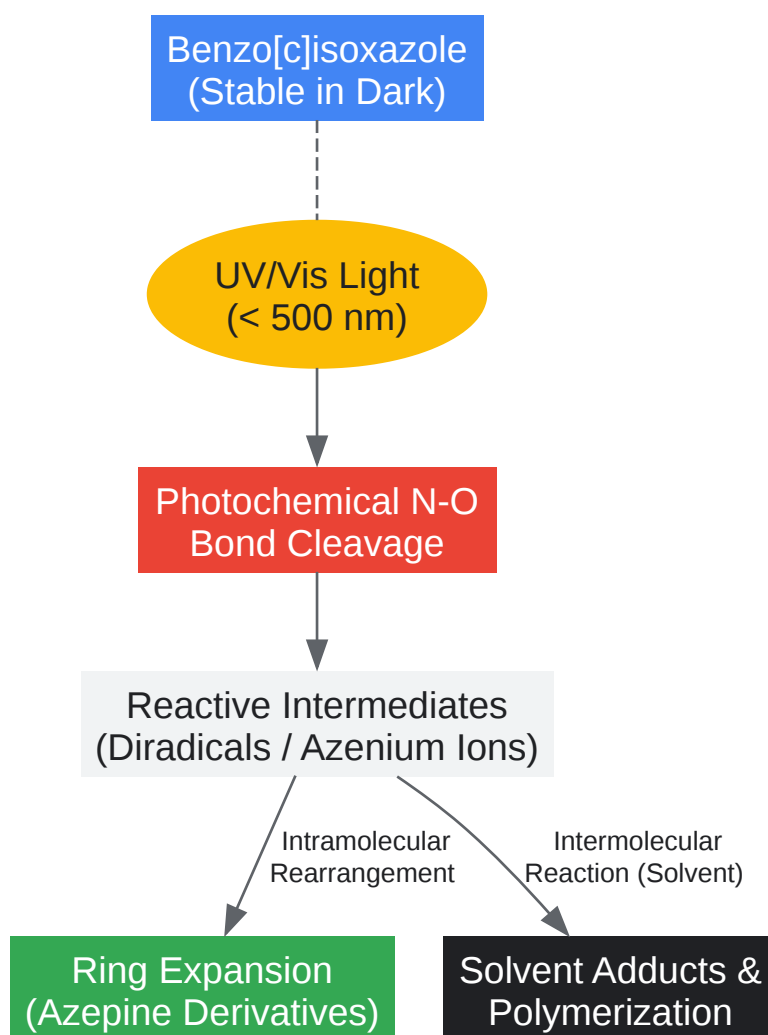 Benzo[c]isoxazole
(Stable in Dark)
UV/Vis Light
(< 500 nm)
Photochemical N-O
Bond Cleavage
Reactive Intermediates
(Diradicals / Azenium Ions)
Intramolecular
Rearrangement
Intermolecular
Reaction (Solvent)
Ring Expansion
(Azepine Derivatives)
Solvent Adducts &
Polymerization